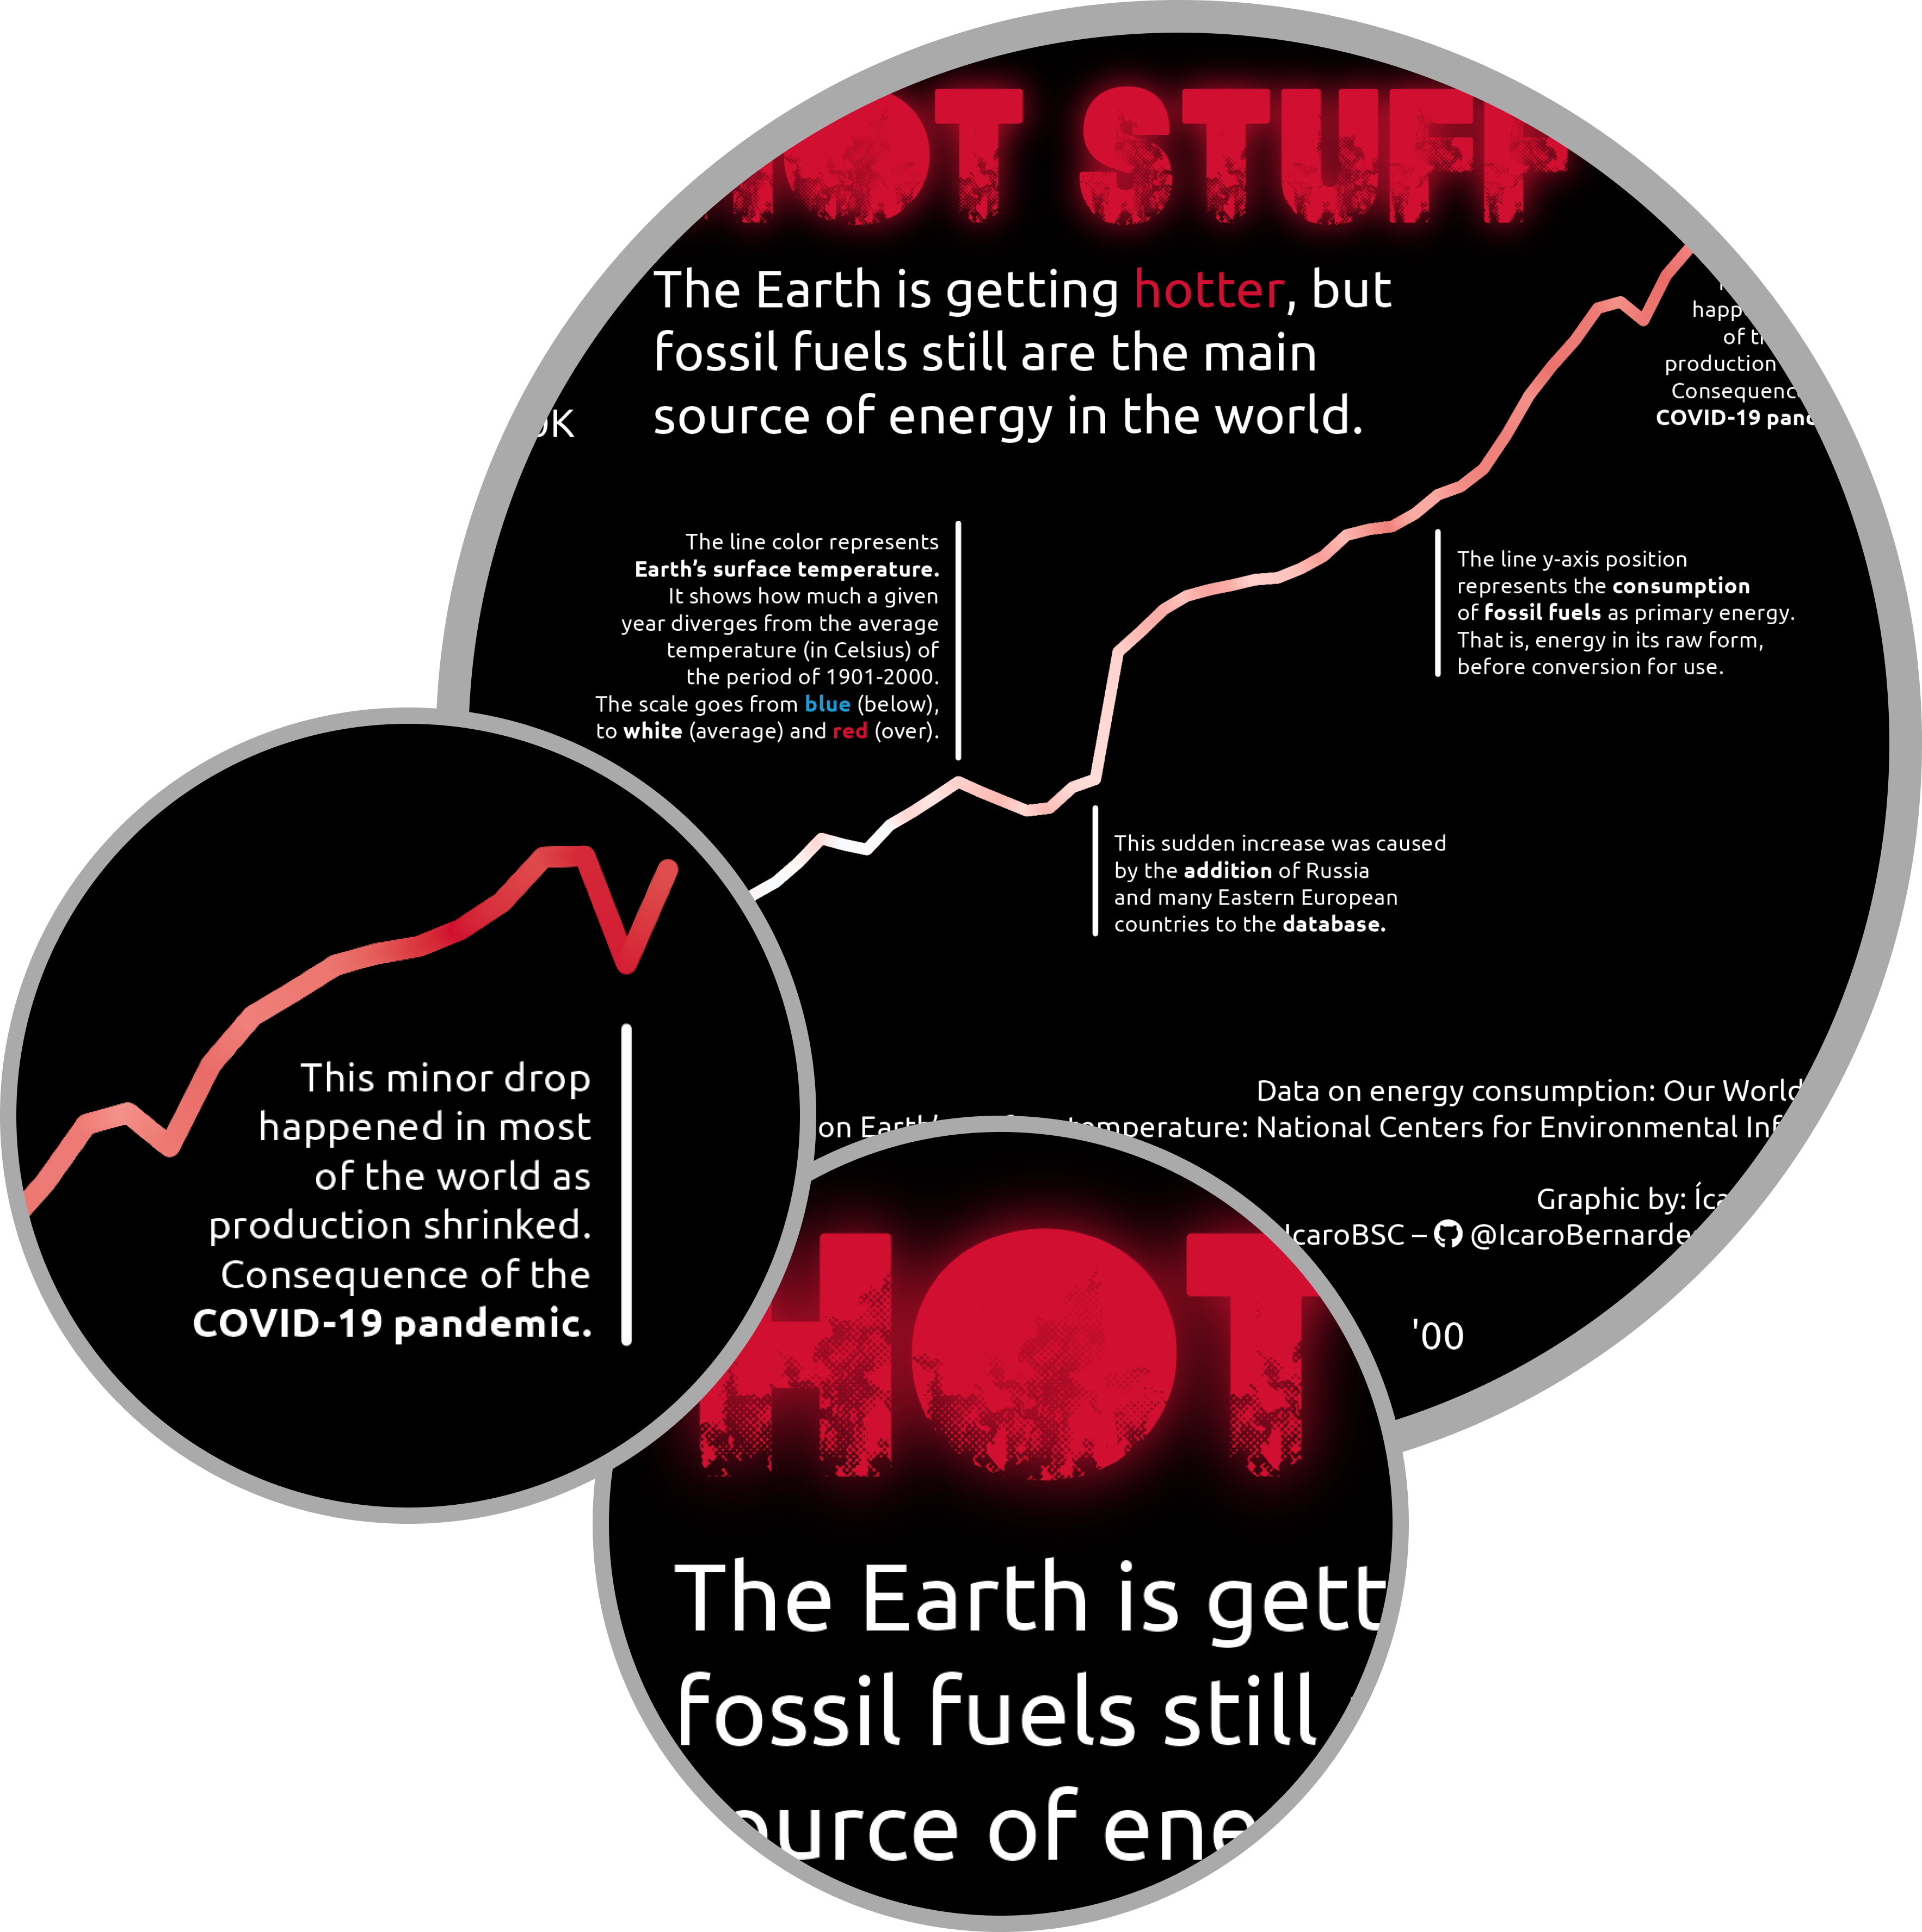 HOT STUFF
The Earth is getting hotter, but
fossil fuels still are the main
source of energy in the world.
happ
of th
production
Consequenc
COVID-19 pand
The line color represents
Earth's surface temperature.
It shows how much a given
year diverges from the average
temperature (in Celsius) of
the period of 1901-2000.
The scale goes from blue (below),
to white (average) and red (over).
The line y-axis position
represents the consumption
of fossil fuels as primary energy.
That is, energy in its raw form,
before conversion for use.
This sudden increase was caused
by the addition of Russia
and many Eastern European
countries to the database.
This minor drop
happened in most
of the world as
production shrinked.
Consequence of the
COVID-19 pandemic.
Data on energy consumption: Our World
on Earth's temperature: National Centers for Environmental Inf
Graphic by: Íca
IcaroBSC – @IcaroBernarde
'00
HOT
The Earth is gett
fossil fuels still
ource of ene